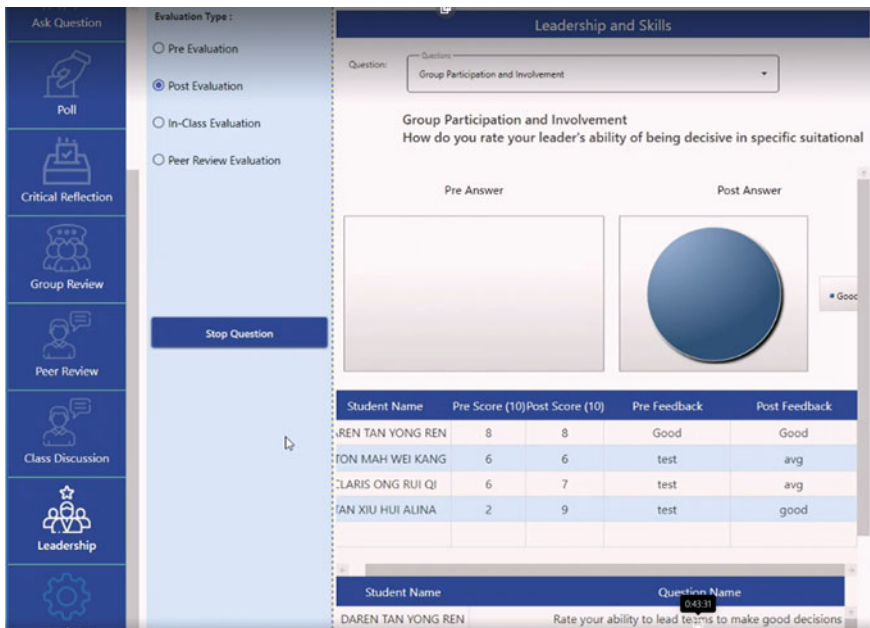 Ask Question
Poll
Critical Reflection
Group Review
Peer Review
Class Discussion
Leadership
Evaluation Type :
Pre Evaluation
Post Evaluation
In-Class Evaluation
Peer Review Evaluation
Stop Question
Leadership and Skills
Question:
Questions
Group Participation and Involvement
Group Participation and Involvement
How do you rate your leader's ability of being decisive in specific suitational
Pre Answer Post Answer
Good
Student Name Pre Score (10) Post Score (10) Pre Feedback Post Feedback
AREN TAN YONG REN 8 8 Good Good
TON MAH WEI KANG 6 6 test avg
CLARIS ONG RUI QI 6 7 test avg
TAN XIU HUI ALINA 2 9 test good
Student Name Question Name
0:43:31
DAREN TAN YONG REN Rate your ability to lead teams to make good decisions